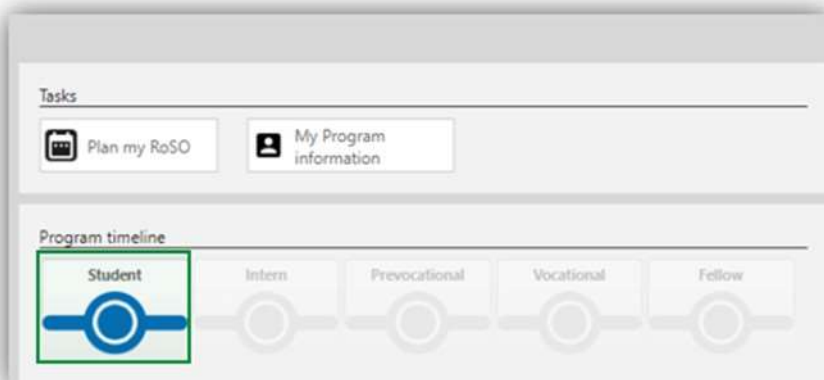 Tasks
Plan my RoSO
My Program
information
Program timeline
Student
Intern
Prevocational
Vocational
Fellow